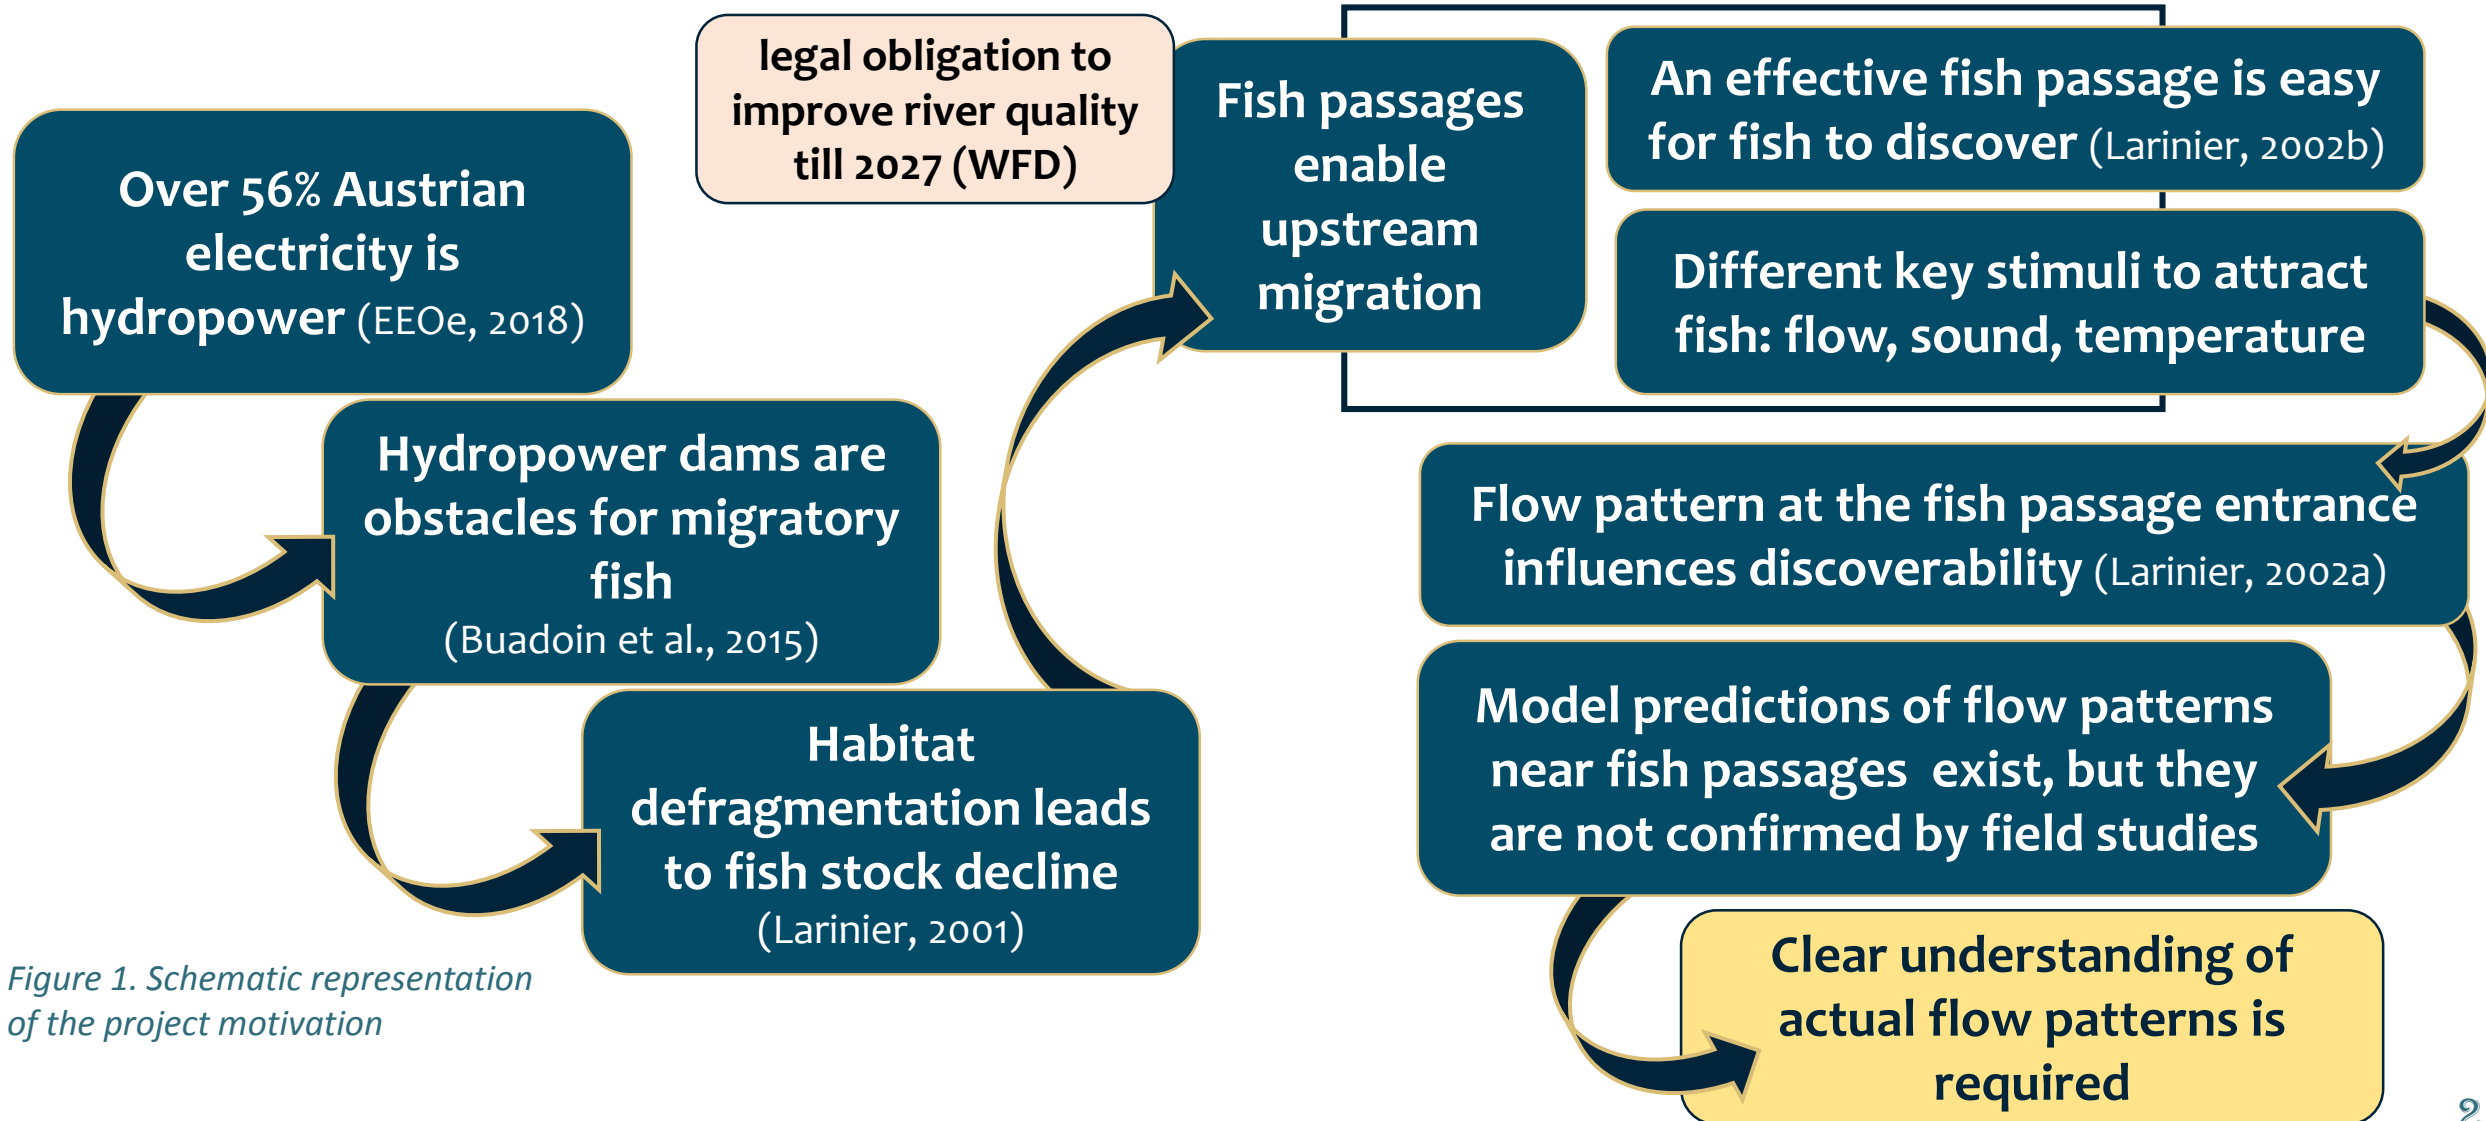 Over 56% Austrian
electricity is
hydropower (EEOe, 2018)
Hydropower dams are
obstacles for migratory
fish
(Buadoin et al., 2015)
Habitat
defragmentation leads
to fish stock decline
(Larinier, 2001)
legal obligation to
improve river quality
till 2027 (WFD)
Fish passages
enable
upstream
migration
An effective fish passage is easy
for fish to discover (Larinier, 2002b)
Different key stimuli to attract
fish: flow, sound, temperature
Flow pattern at the fish passage entrance
influences discoverability (Larinier, 2002a)
Model predictions of flow patterns
near fish passages exist, but they
are not confirmed by field studies
Clear understanding of
actual flow patterns is
required
Figure 1. Schematic representation
of the project motivation
2